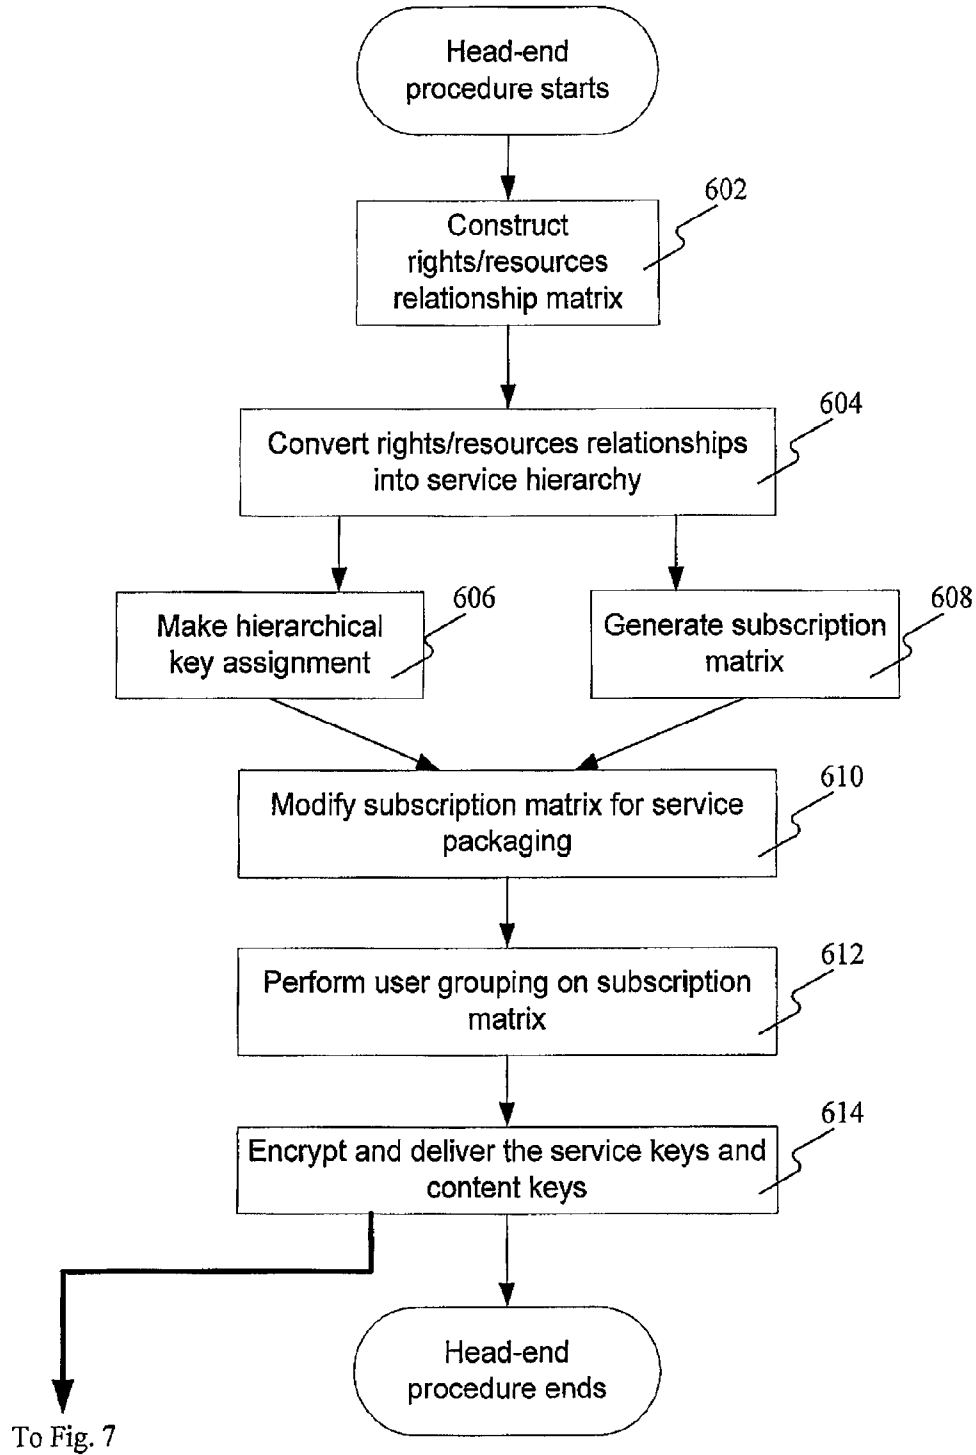 Head-end
procedure starts
602
Construct
rights/resources
relationship matrix
604
Convert rights/resources relationships
into service hierarchy
606
Make hierarchical
key assignment
608
Generate subscription
matrix
610
Modify subscription matrix for service
packaging
612
Perform user grouping on subscription
matrix
614
Encrypt and deliver the service keys and
content keys
Head-end
procedure ends
To Fig. 7